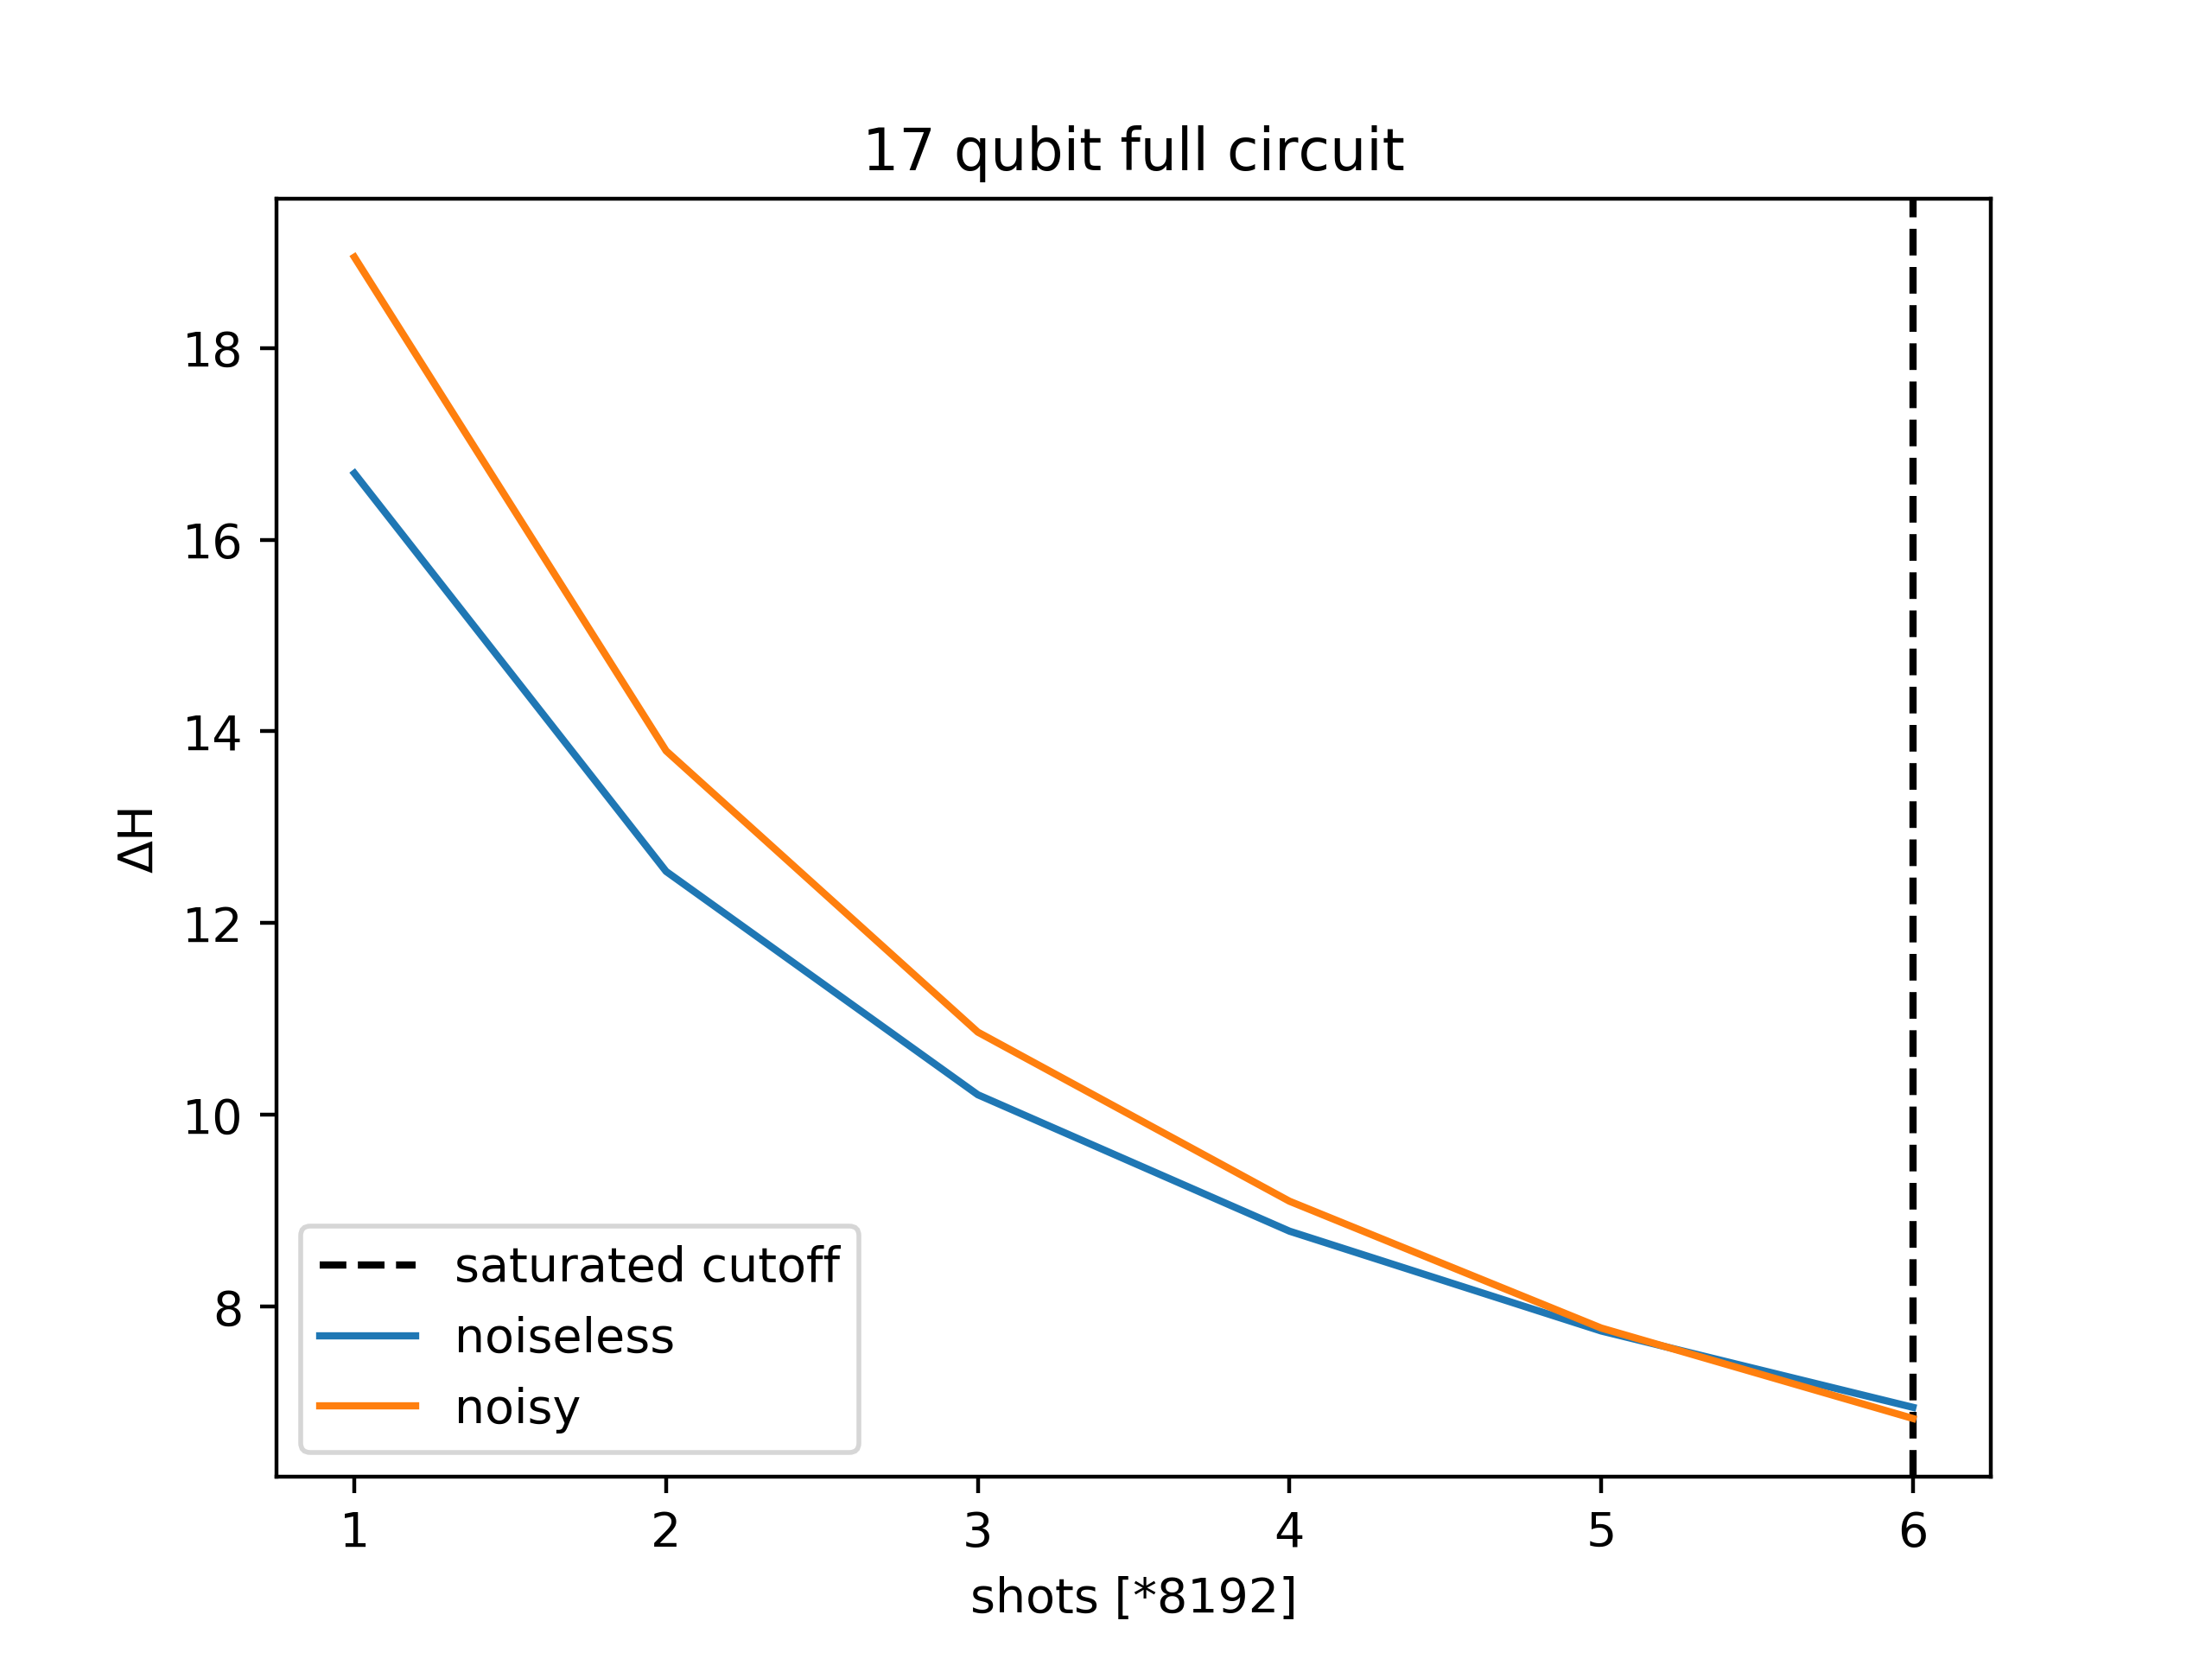 17 qubit full circuit
18
16
14
12
10
8
ΔH
saturated cutoff
noiseless
noisy
1 2 3 4 5 6
shots [*8192]